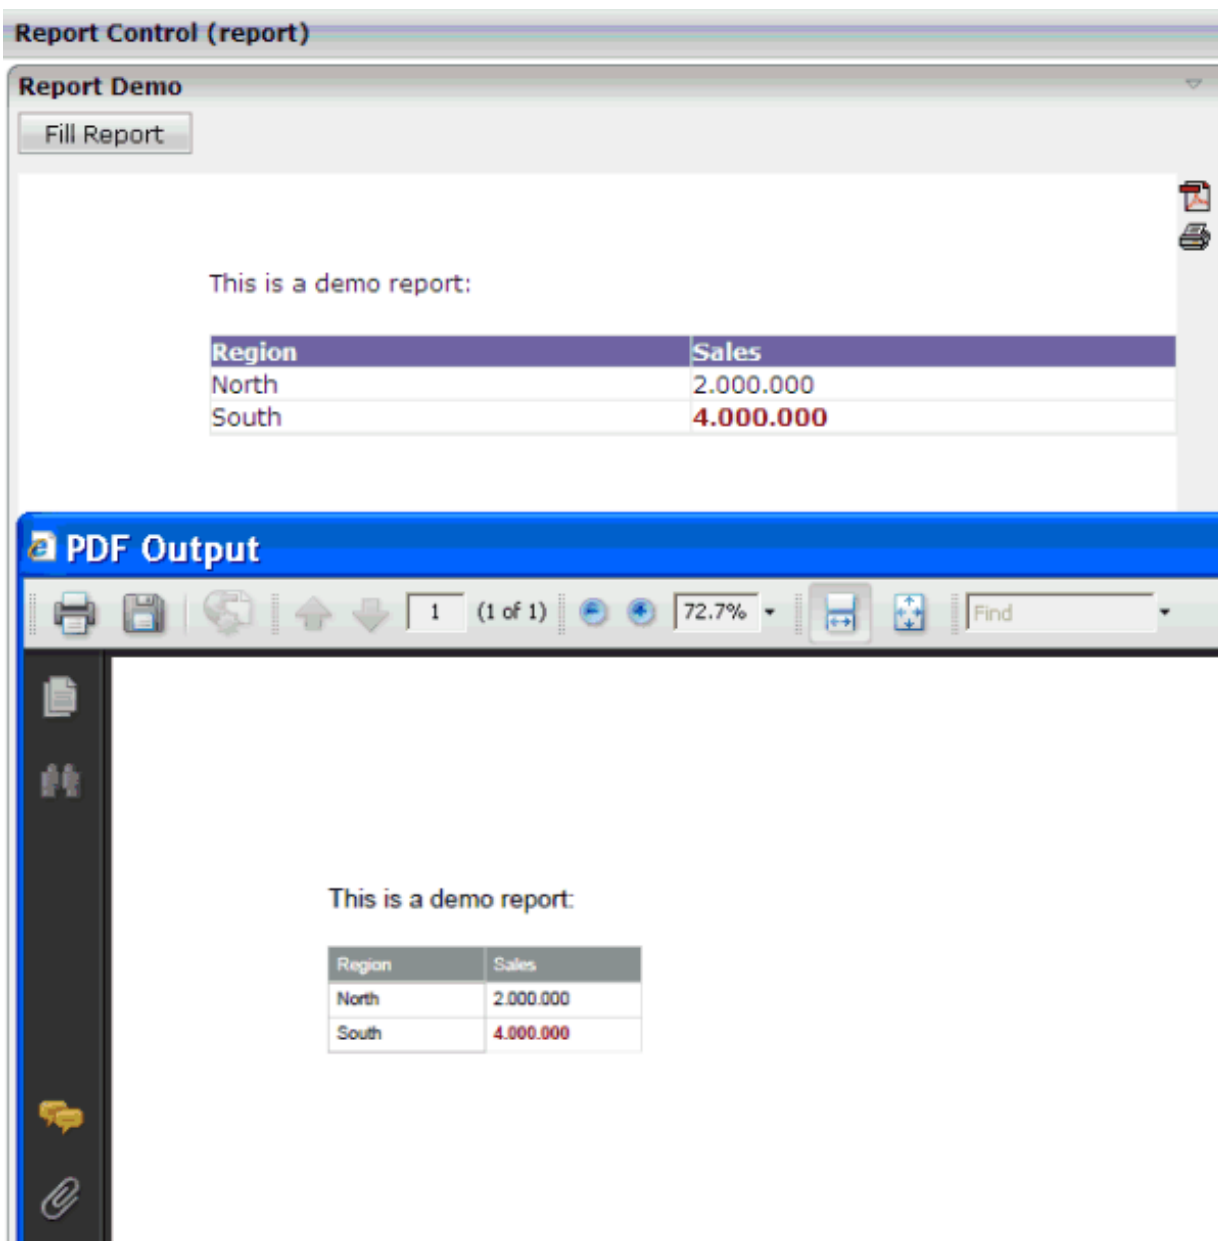 Report Control (report)
Report Demo
Fill Report
This is a demo report:
Region Sales
North 2.000.000
South 4.000.000
PDF Output
1 (1 of 1) 72.7% Find
This is a demo report:
Region Sales
North 2.000.000
South 4.000.000